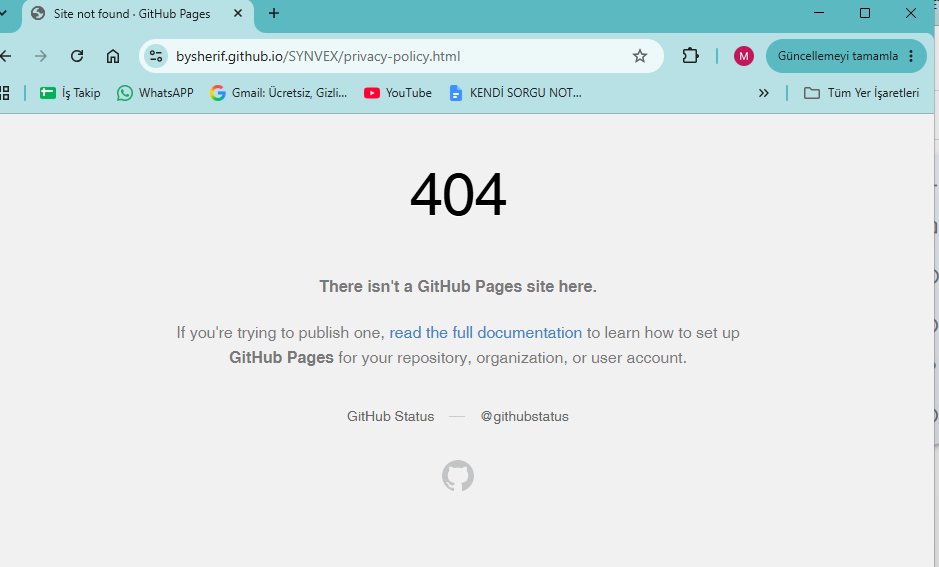 Site not found · GitHub Pages
bysherif.github.io/SYNVEX/privacy-policy.html
M
Güncellemeyi tamamla
İş Takip
WhatsAPP
Gmail: Ücretsiz, Gizli...
YouTube
KENDİ SORGU NOT...
Tüm Yer İşaretleri
404
There isn't a GitHub Pages site here.
If you're trying to publish one, read the full documentation to learn how to set up
GitHub Pages for your repository, organization, or user account.
GitHub Status — @githubstatus